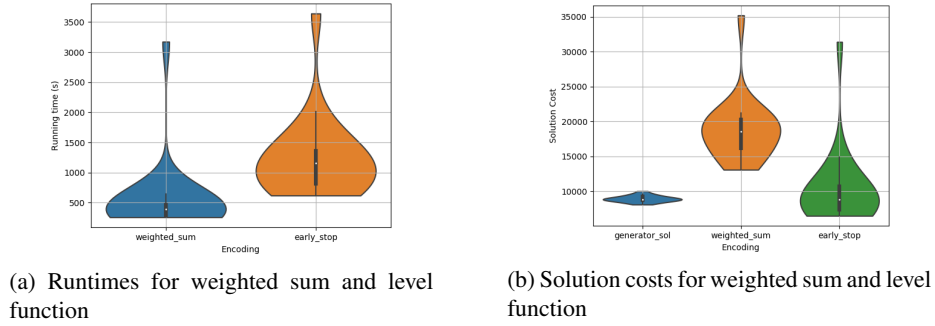 3500
3000
2500
2000
1500
1000
500
Running time (s)
weighted_sum early_stop
Encoding
35000
30000
25000
20000
15000
10000
Solution Cost
generator_sol weighted_sum early_stop
Encoding
(a) Runtimes for weighted sum and level
function
(b) Solution costs for weighted sum and level
function